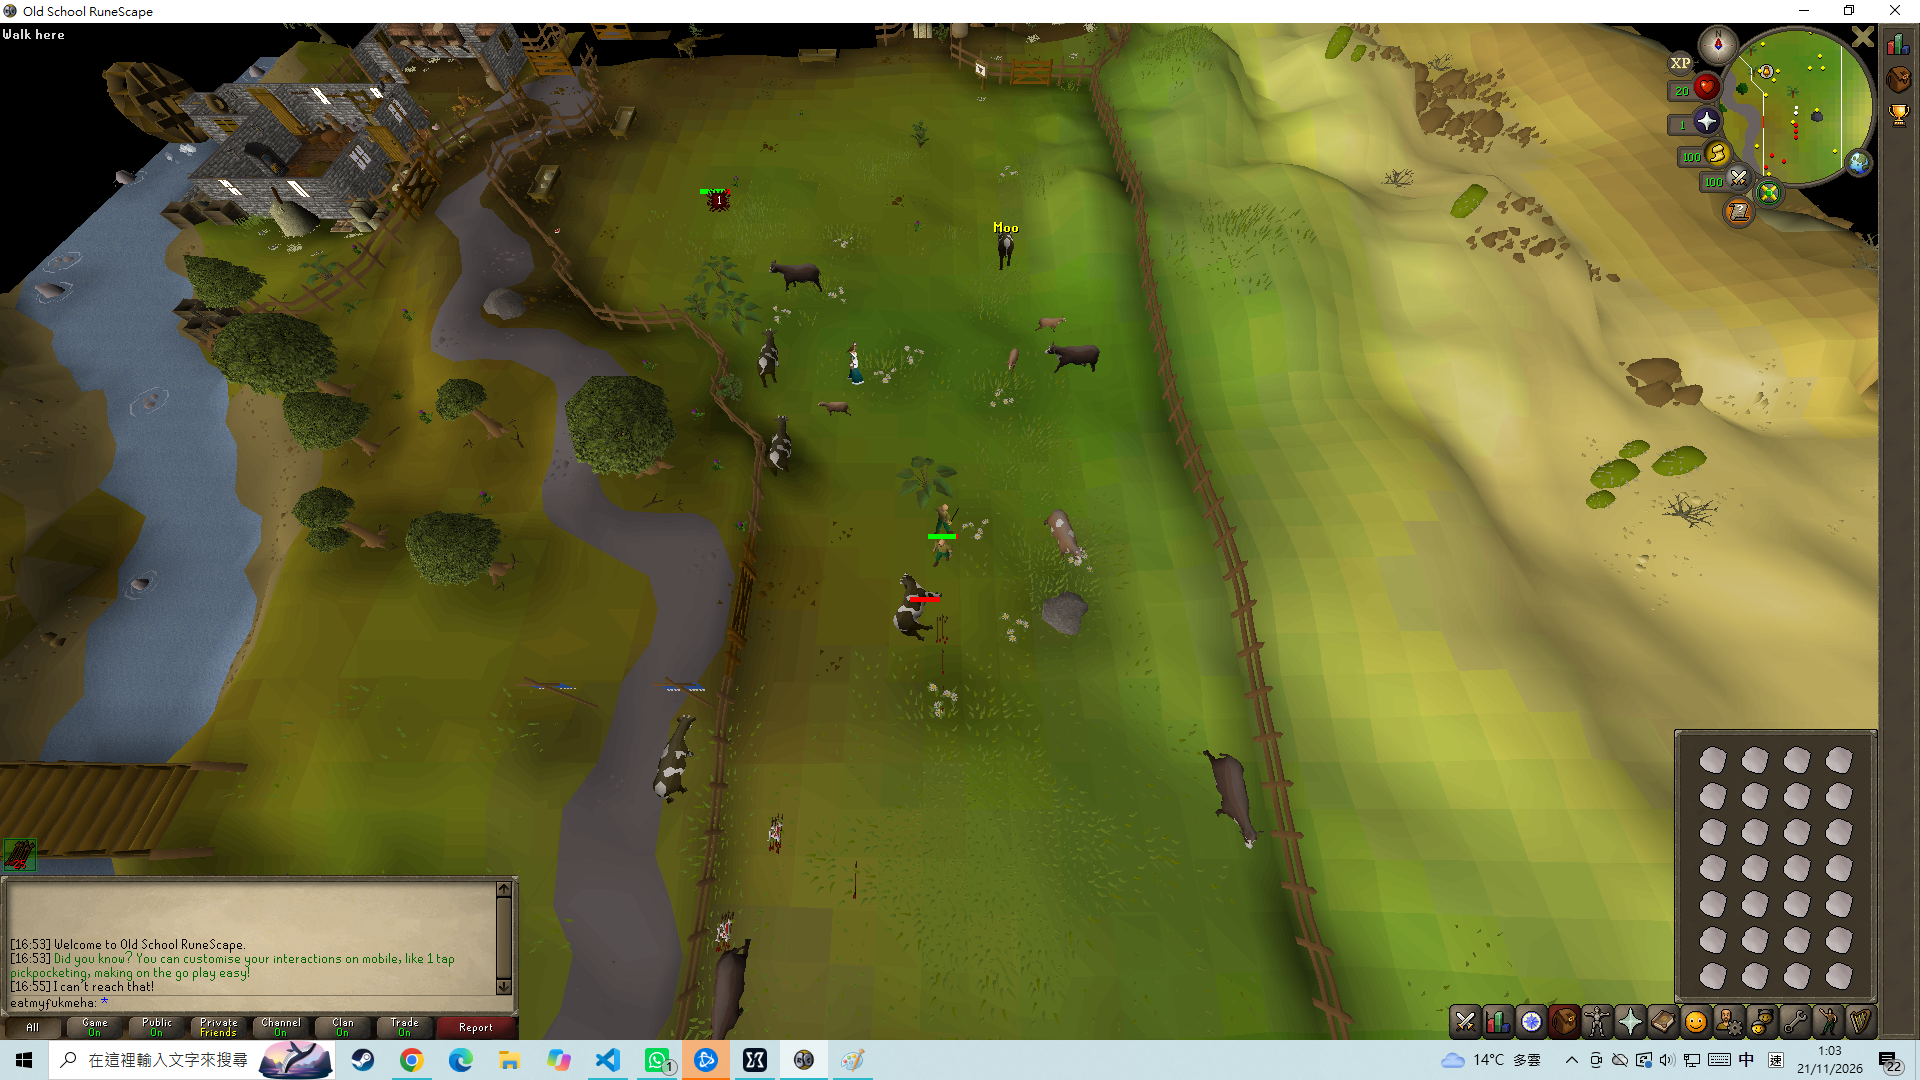 Old School RuneScape
Walk here
N
XP
20
1
100
100
1
Moo
25
[16:53] Welcome to Old School RuneScape.
[16:53] Did you know? You can customise your interactions on mobile, like 1 tap
pickpocketing, making on the go play easy!
[16:55] I can't reach that!
eatmyfukmeha: *
All
Game
On
Public
On
Private
Friends
Channel
On
Clan
On
Trade
On
Report
在這裡輸入文字來搜尋
1
14°C 多雲
中
速
1:03
21/11/2026
22